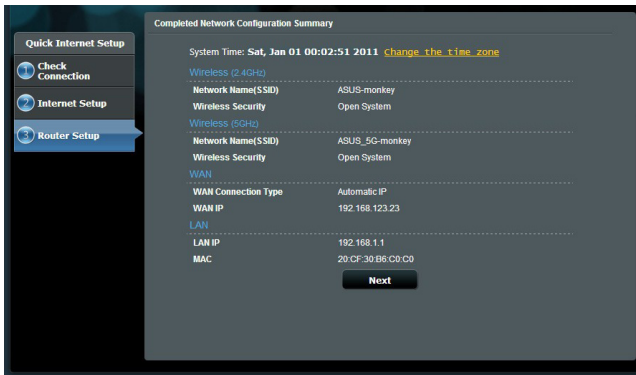 Completed Network Configuration Summary
Quick Internet Setup
1 Check
Connection
2 Internet Setup
3 Router Setup
System Time: Sat, Jan 01 00:02:51 2011 Change the time zone
Wireless (2.4GHz)
Network Name(SSID) ASUS-monkey
Wireless Security Open System
Wireless (5GHz)
Network Name(SSID) ASUS_5G-monkey
Wireless Security Open System
WAN
WAN Connection Type Automatic IP
WAN IP 192.168.123.23
LAN
LAN IP 192.168.1.1
MAC 20:CF:30:B6:C0:C0
Next